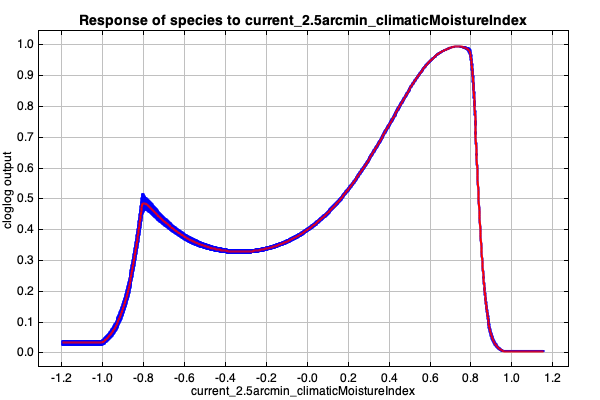 Response of species to current_2.5arcmin_climaticMoistureIndex
1.0
0.9
0.8
0.7
0.6
0.5
0.4
0.3
0.2
0.1
0.0
cloglog output
-1.2 -1.0 -0.8 -0.6 -0.4 -0.2 -0.0 0.2 0.4 0.6 0.8 1.0 1.2
current_2.5arcmin_climaticMoistureIndex